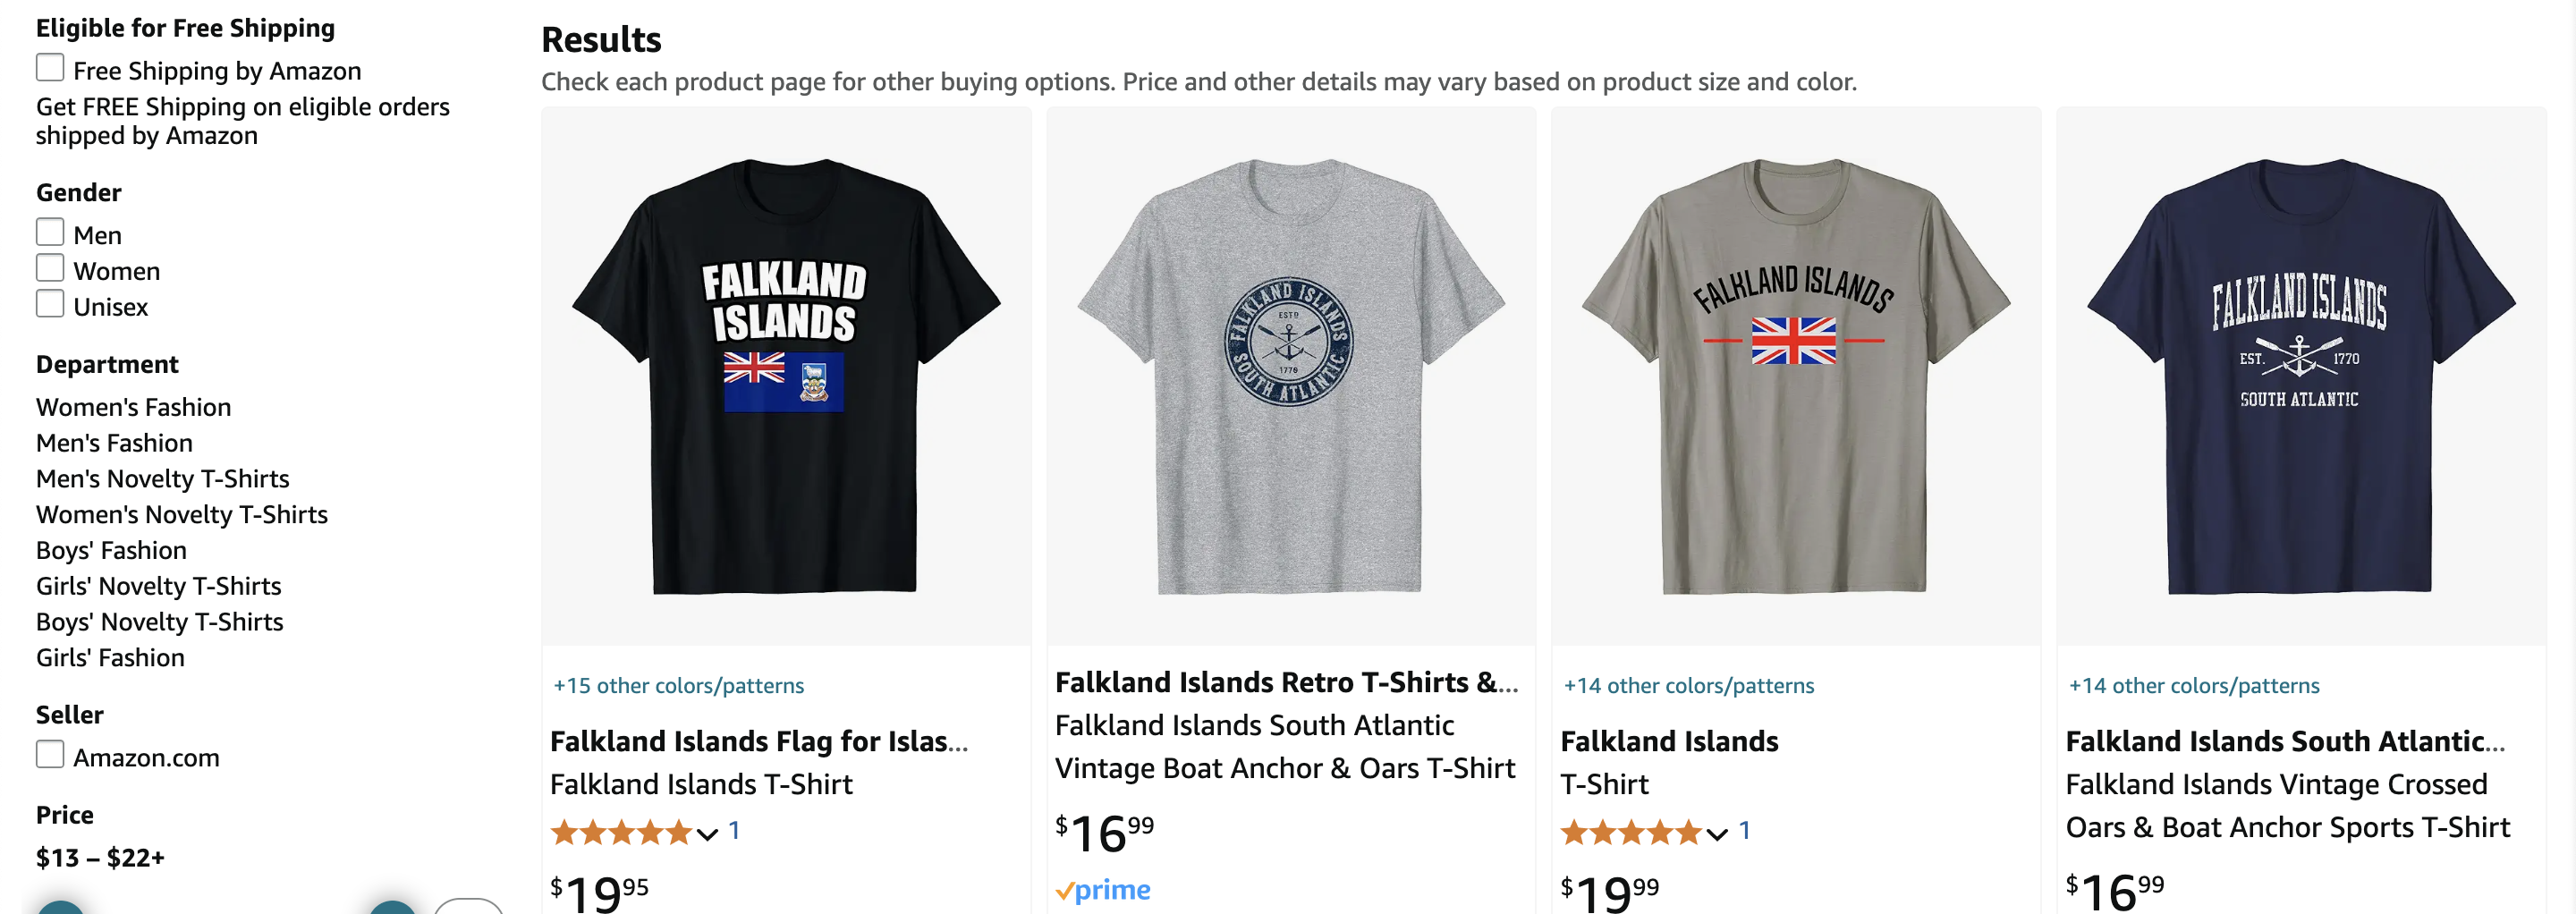 Eligible for Free Shipping
Free Shipping by Amazon
Get FREE Shipping on eligible orders
shipped by Amazon
Gender
Men
Women
Unisex
Department
Women's Fashion
Men's Fashion
Men's Novelty T-Shirts
Women's Novelty T-Shirts
Boys' Fashion
Girls' Novelty T-Shirts
Boys' Novelty T-Shirts
Girls' Fashion
Seller
Amazon.com
Price
$13 – $22+
Results
Check each product page for other buying options. Price and other details may vary based on product size and color.
FALKLAND
ISLANDS
+15 other colors/patterns
Falkland Islands Flag for Islas...
Falkland Islands T-Shirt
1
$19.95
FALKLAND ISLANDS
ESTD
1770
SOUTH ATLANTIC
Falkland Islands Retro T-Shirts &...
Falkland Islands South Atlantic
Vintage Boat Anchor & Oars T-Shirt
$16.99
prime
FALKLAND ISLANDS
+14 other colors/patterns
Falkland Islands
T-Shirt
1
$19.99
FALKLAND ISLANDS
EST. 1770
SOUTH ATLANTIC
+14 other colors/patterns
Falkland Islands South Atlantic...
Falkland Islands Vintage Crossed
Oars & Boat Anchor Sports T-Shirt
$16.99